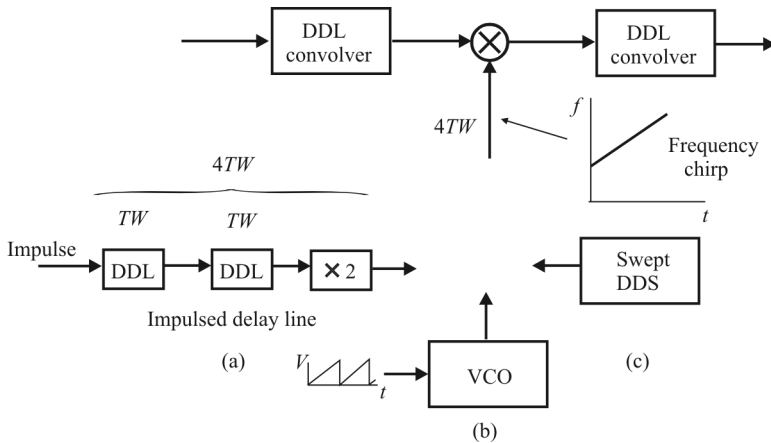 DDL
convolver
DDL
convolver
4TW
f
Frequency
chirp
t
4TW
TW
TW
Impulse
DDL
DDL
× 2
Impulsed delay line
(a)
Swept
DDS
(c)
V
t
VCO
(b)